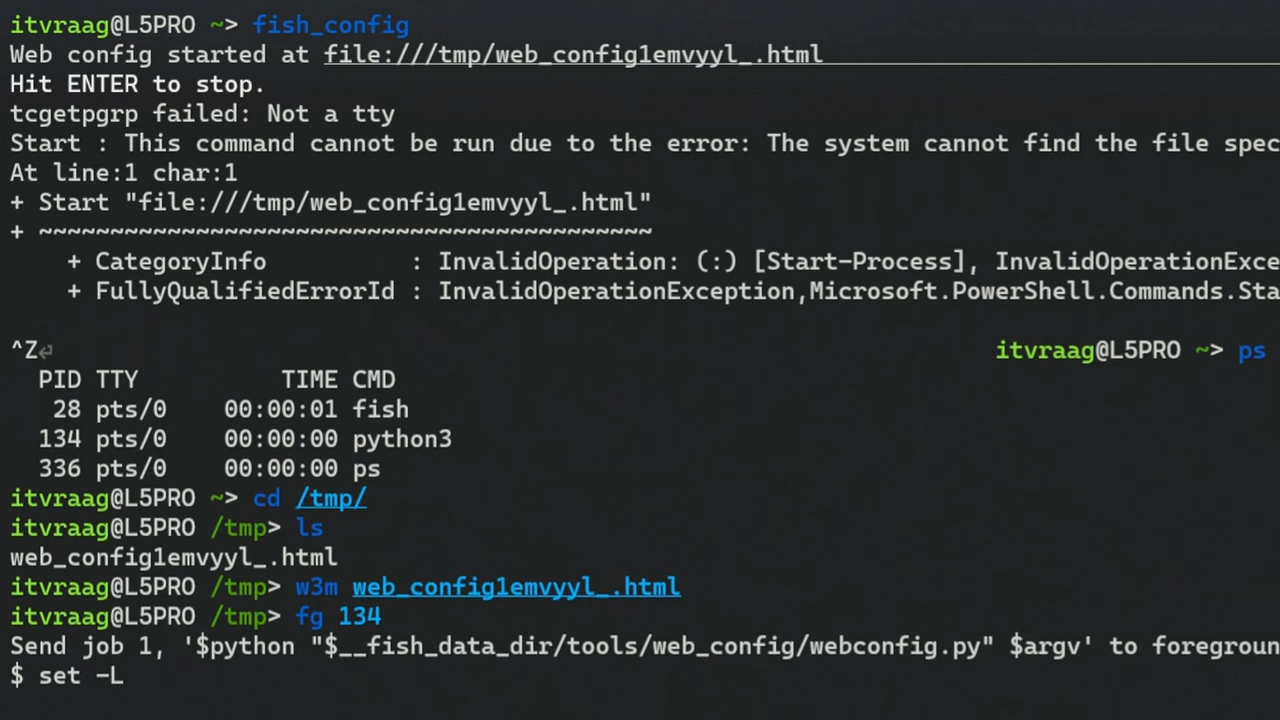 itvraag@L5PRO ~> fish_config
Web config started at file:///tmp/web_config1emvyyl_.html
Hit ENTER to stop.
tcgetpgrp failed: Not a tty
Start : This command cannot be run due to the error: The system cannot find the file spec
At line:1 char:1
+ Start "file:///tmp/web_config1emvyyl_.html"
+ ~~~~~~~~~~~~~~~~~~~~~~~~~~~~~~~~~~~~~~~~~~~
    + CategoryInfo          : InvalidOperation: (:) [Start-Process], InvalidOperationExce
    + FullyQualifiedErrorId : InvalidOperationException,Microsoft.PowerShell.Commands.Sta
^Z⏎ itvraag@L5PRO ~> ps
  PID TTY          TIME CMD
   28 pts/0    00:00:01 fish
  134 pts/0    00:00:00 python3
  336 pts/0    00:00:00 ps
itvraag@L5PRO ~> cd /tmp/
itvraag@L5PRO /tmp> ls
web_config1emvyyl_.html
itvraag@L5PRO /tmp> w3m web_config1emvyyl_.html
itvraag@L5PRO /tmp> fg 134
Send job 1, '$python "$__fish_data_dir/tools/web_config/webconfig.py" $argv' to foregroun
$ set -L